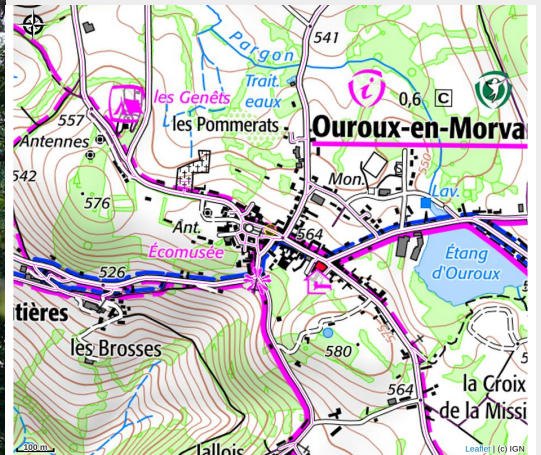 541
Pargon
Trait.
eaux
les Genêts
0,6 C
557
les Pommerats
Ouroux-en-Morva
Antennes
550
542
Mon.
576
Lav.
Ant.
564
Écomusée
Étang
d'Ouroux
526
tières
les Brosses
580
564
la Croix
de la Missi
Jallois
100 m
Leaflet | (c) IGN